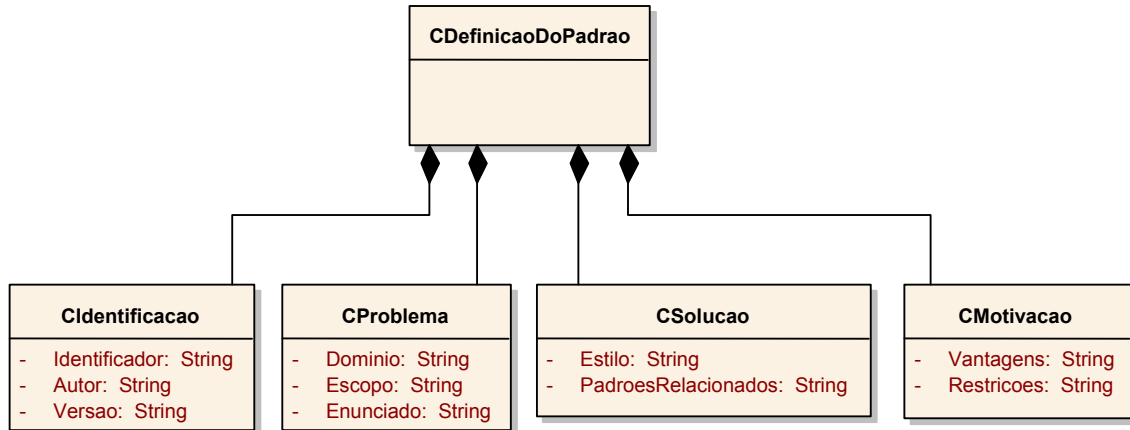 CDefinicaoDoPadrao
CIdentificacao
- Identificador: String
- Autor: String
- Versao: String
CProblema
- Dominio: String
- Escopo: String
- Enunciado: String
CSolucao
- Estilo: String
- PadroesRelacionados: String
CMotivacao
- Vantagens: String
- Restricoes: String